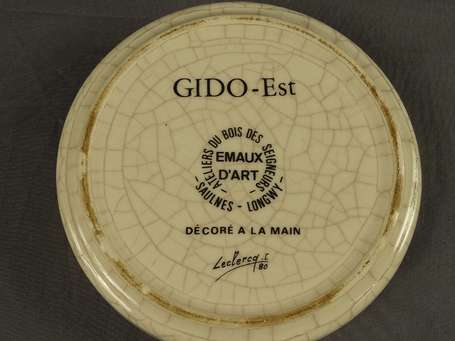 GIDO-Est
ATELIERS DU BOIS DES SEIGNEURS
EMAUX
D'ART
-SAULNES - LONGWY-
DÉCORÉ A LA MAIN
Leclercq.C
80